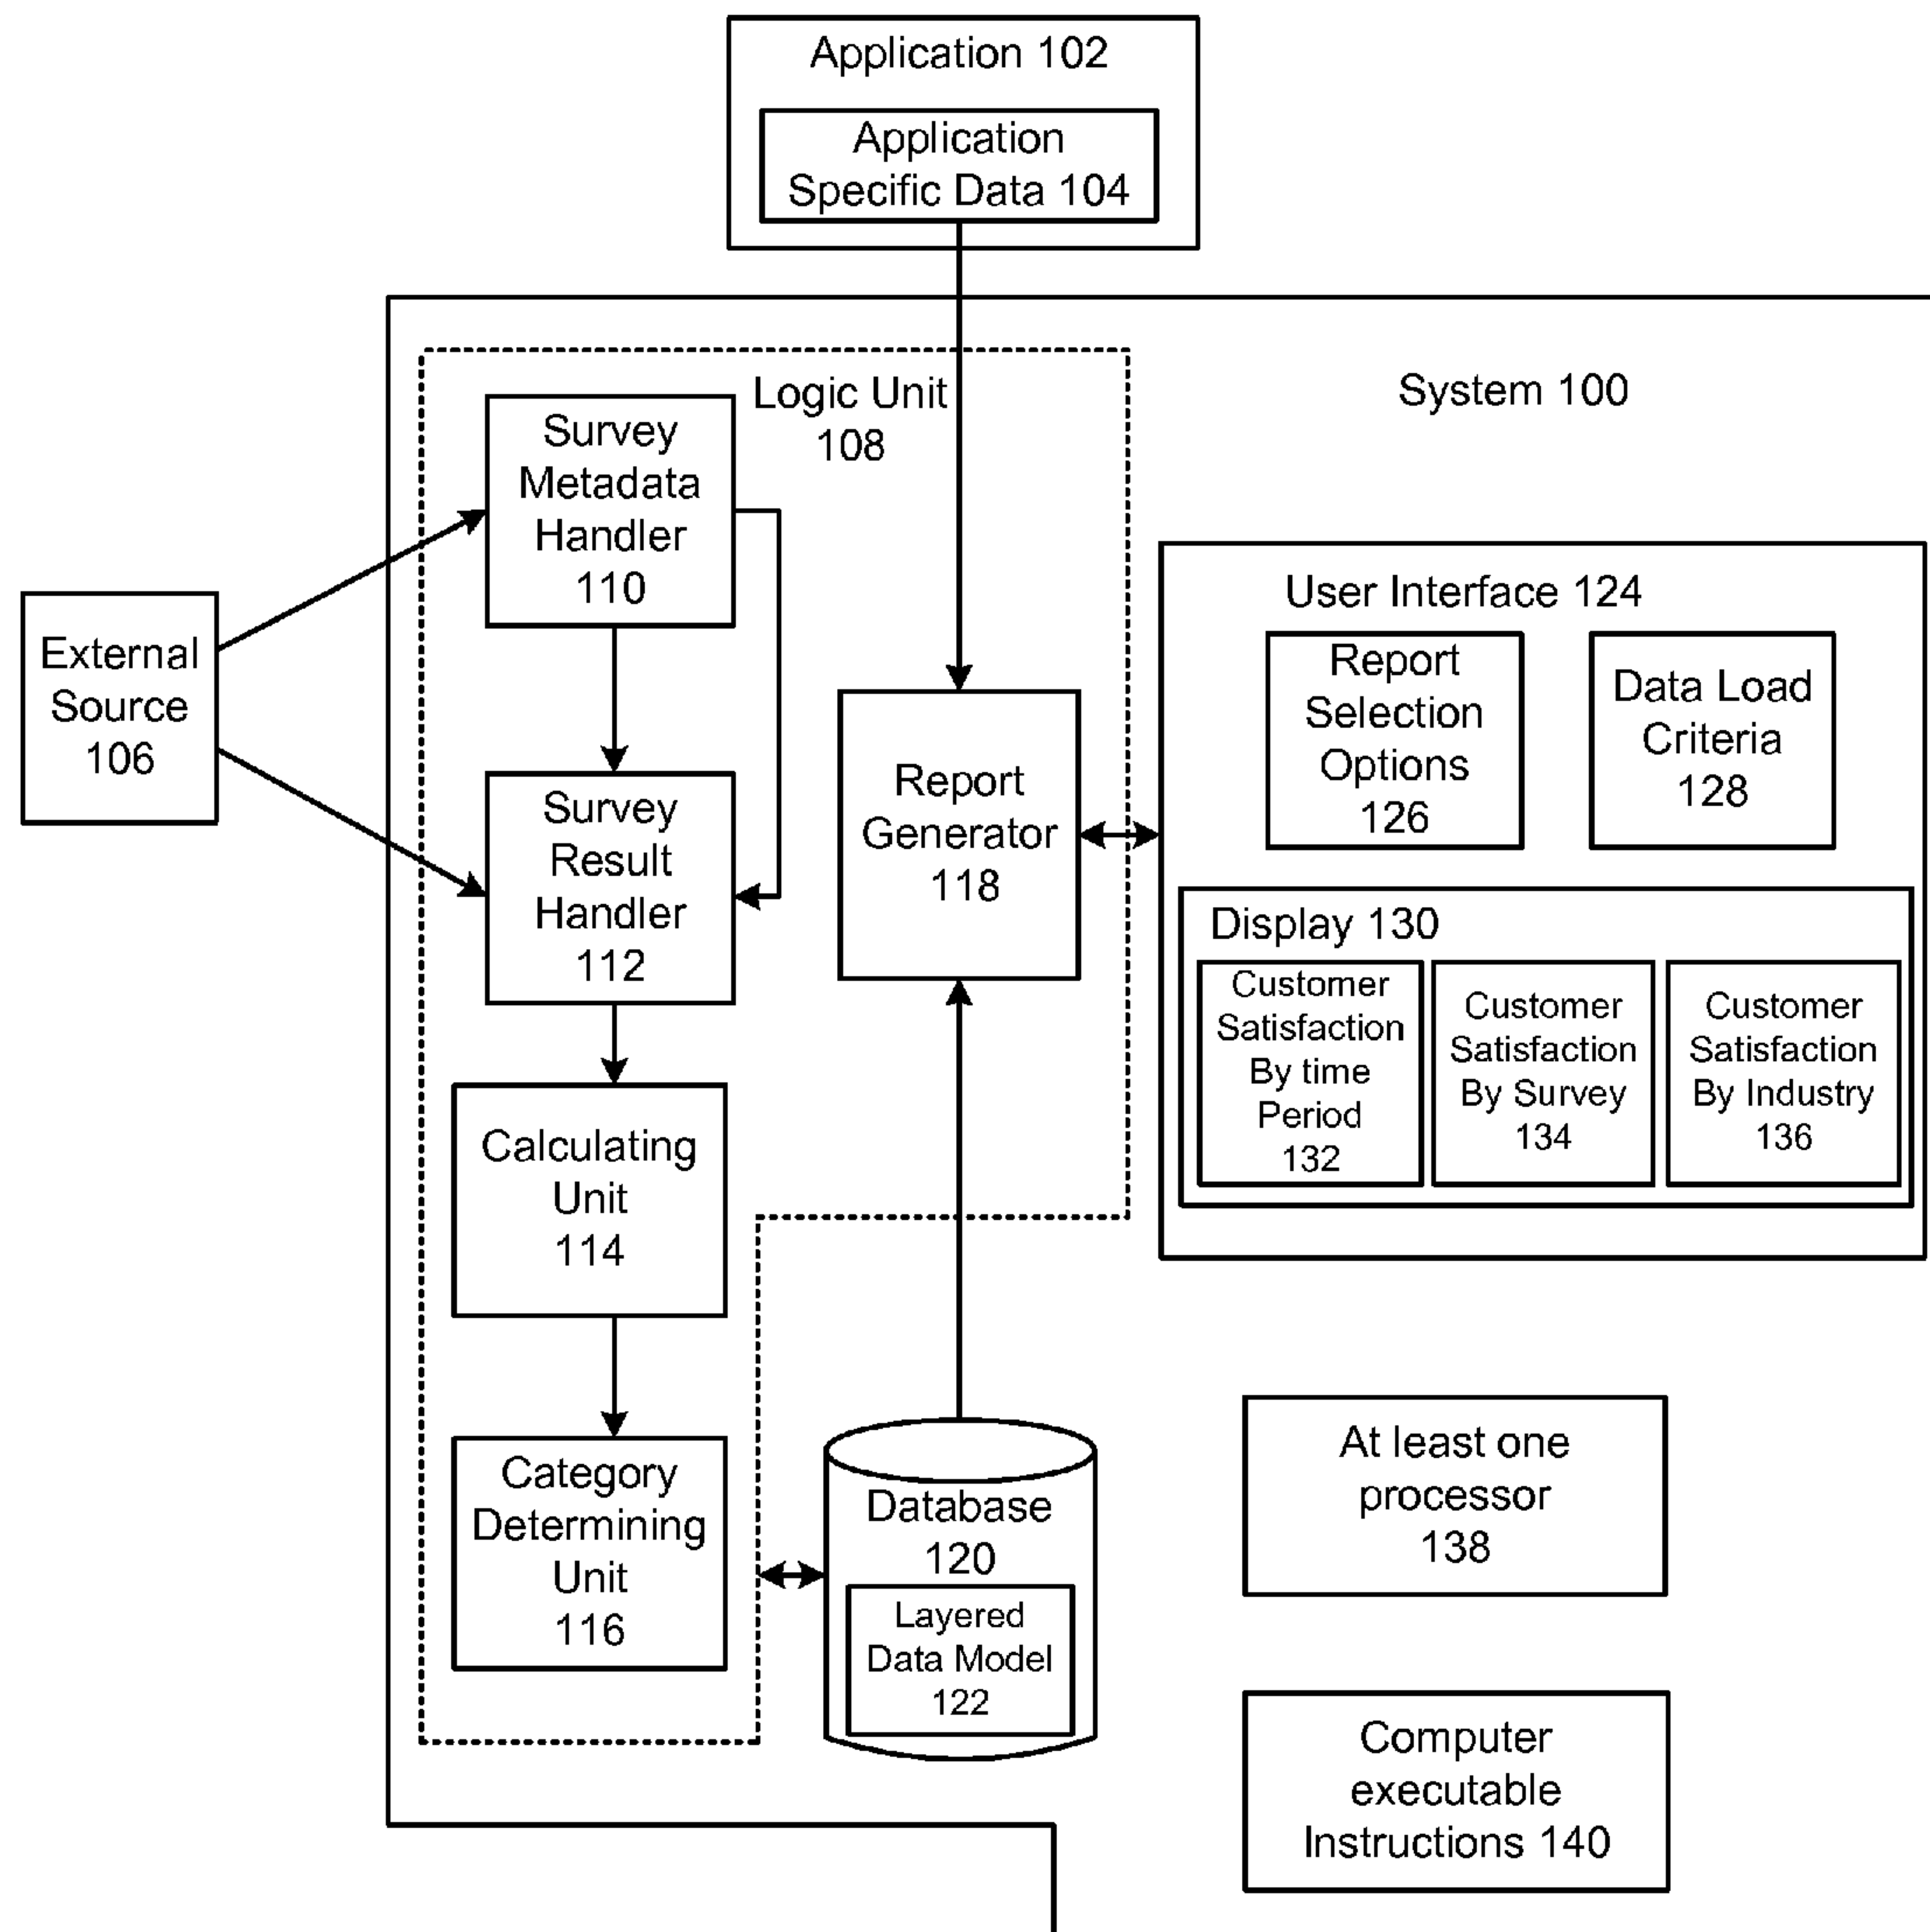 Application 102
Application
Specific Data 104
System 100
Logic Unit
108
Survey
Metadata
Handler
110
External
Source
106
Survey
Result
Handler
112
Report
Generator
118
User Interface 124
Report
Selection
Options
126
Data Load
Criteria
128
Display 130
Customer
Satisfaction
By time
Period
132
Customer
Satisfaction
By Survey
134
Customer
Satisfaction
By Industry
136
Calculating
Unit
114
Category
Determining
Unit
116
Database
120
Layered
Data Model
122
At least one
processor
138
Computer
executable
Instructions 140